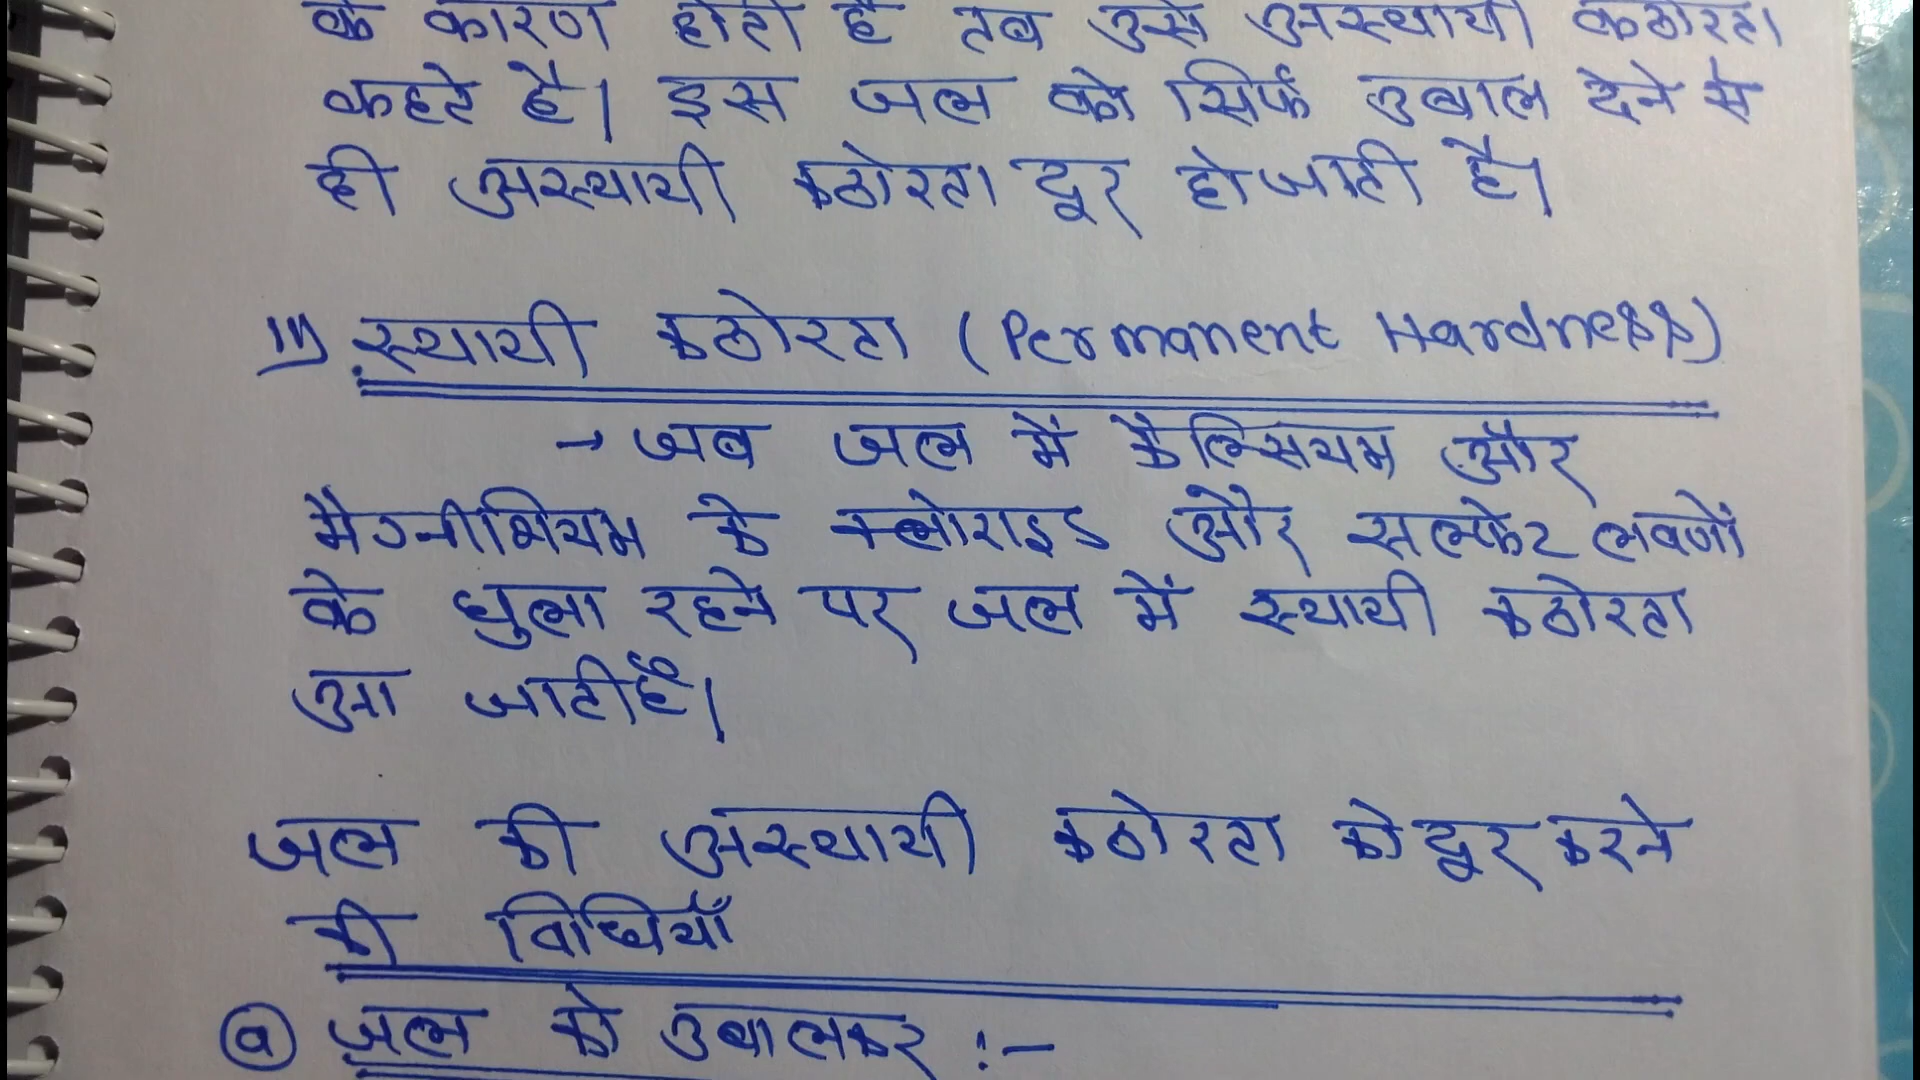 के कारण होती है तब उसे अस्थायी कठोरता
कहते है। इस जल को सिर्फ उबाल देने से
ही अस्थायी कठोरता दूर हो जाती है।
ii) स्थायी कठोरता (Permanent Hardness)
→ जब जल में कैल्सियम और
मैग्नीशियम के क्लोराइड और सल्फेट लवणों
के घुला रहने पर जल में स्थायी कठोरता
आ जाती है।
जल की अस्थायी कठोरता को दूर करने
की विधियाँ
(a) जल को उबालकर :-